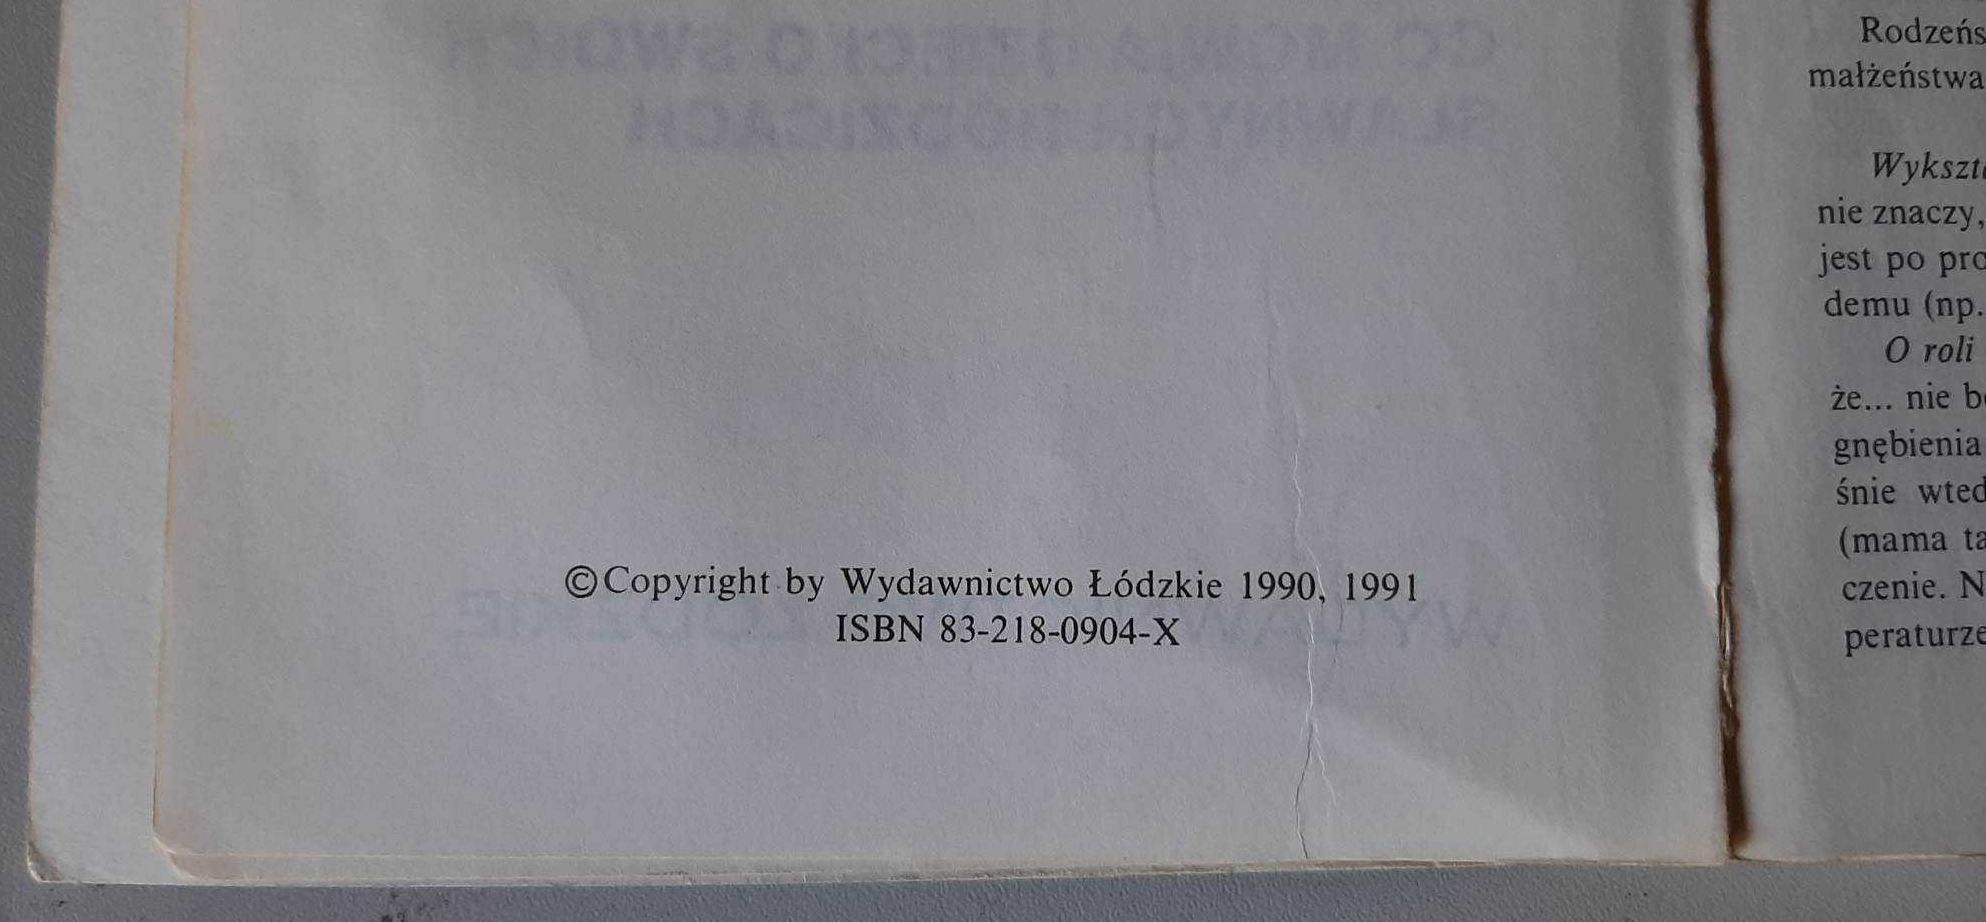 ©Copyright by Wydawnictwo Łódzkie 1990, 1991
ISBN 83-218-0904-X
Rodzeńs
małżeństwa
Wykszt
nie znaczy,
jest po pro
demu (np.
O roli
że... nie b
gnębienia
śnie wted
(mama ta
czenie. N
peraturze